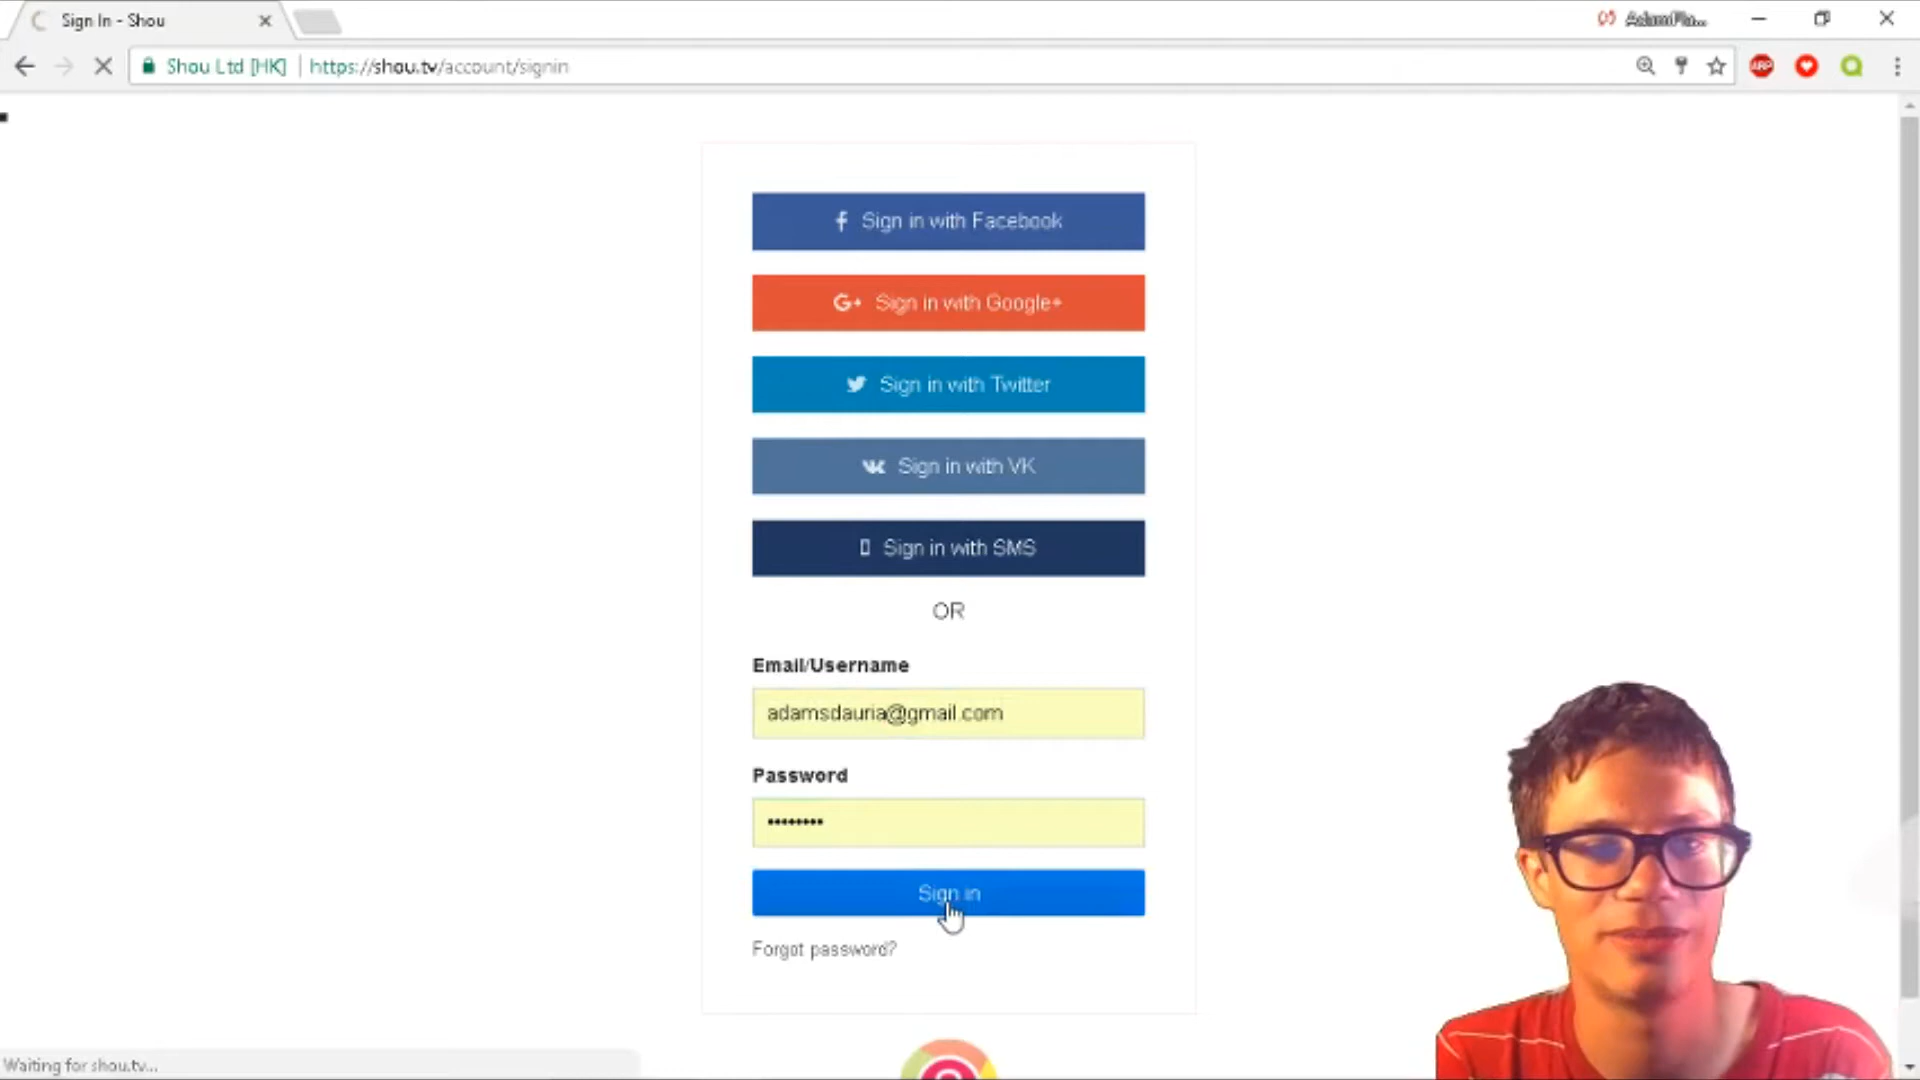 Sign In - Shou
Shou Ltd [HK] https://shou.tv/account/signin
ABP
f Sign in with Facebook
G+ Sign in with Google+
Sign in with Twitter
Sign in with VK
Sign in with SMS
OR
Email/Username
adamsdauria@gmail.com
Password
Sign in
Forgot password?
Waiting for shou.tv...